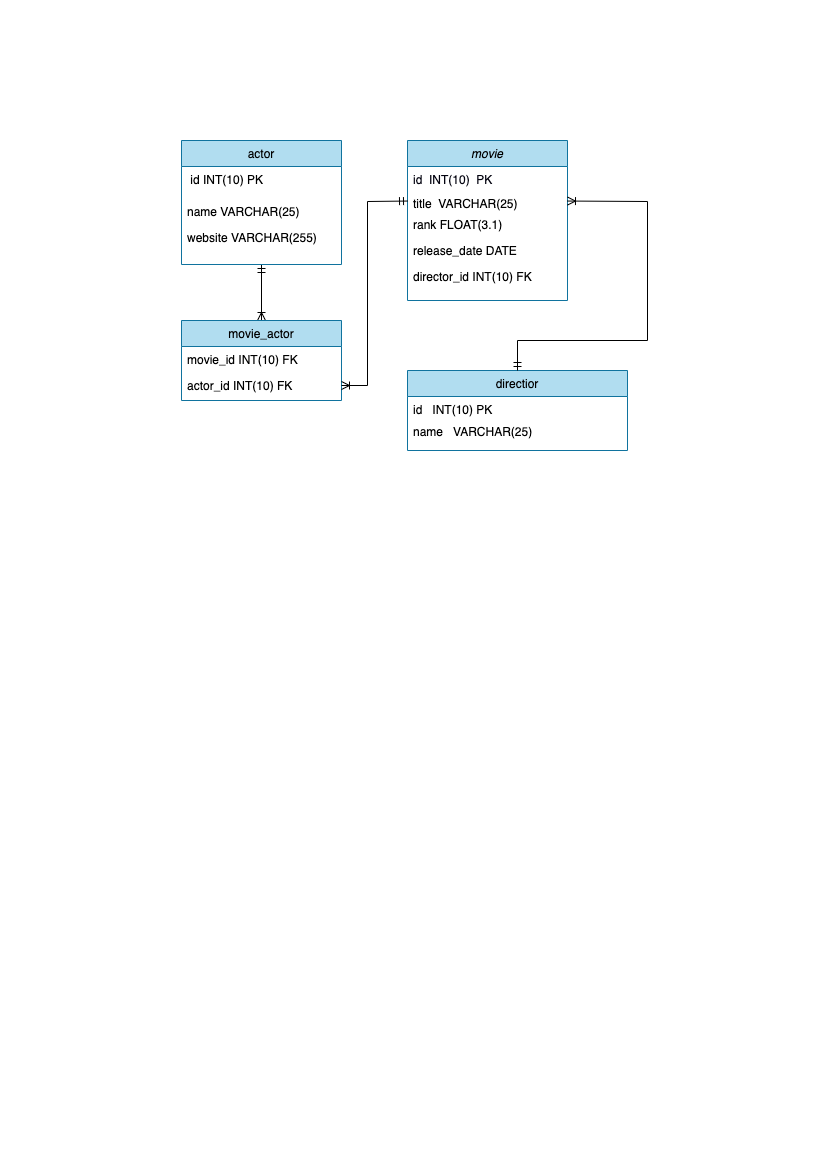 actor
id INT(10) PK
name VARCHAR(25)
website VARCHAR(255)
movie
id INT(10) PK
title VARCHAR(25)
rank FLOAT(3.1)
release_date DATE
director_id INT(10) FK
movie_actor
movie_id INT(10) FK
actor_id INT(10) FK
directior
id INT(10) PK
name VARCHAR(25)